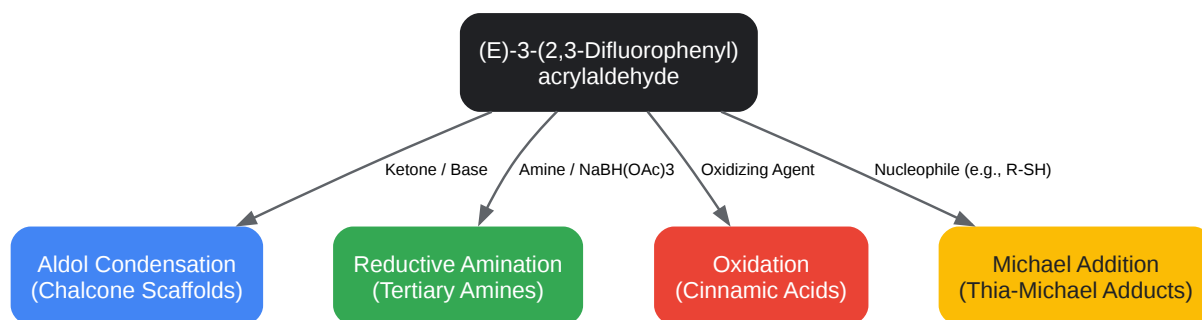 (E)-3-(2,3-Difluorophenyl)
acrylaldehyde
Ketone / Base
Amine / NaBH(OAc)3
Oxidizing Agent
Nucleophile (e.g., R-SH)
Aldol Condensation
(Chalcone Scaffolds)
Reductive Amination
(Tertiary Amines)
Oxidation
(Cinnamic Acids)
Michael Addition
(Thia-Michael Adducts)